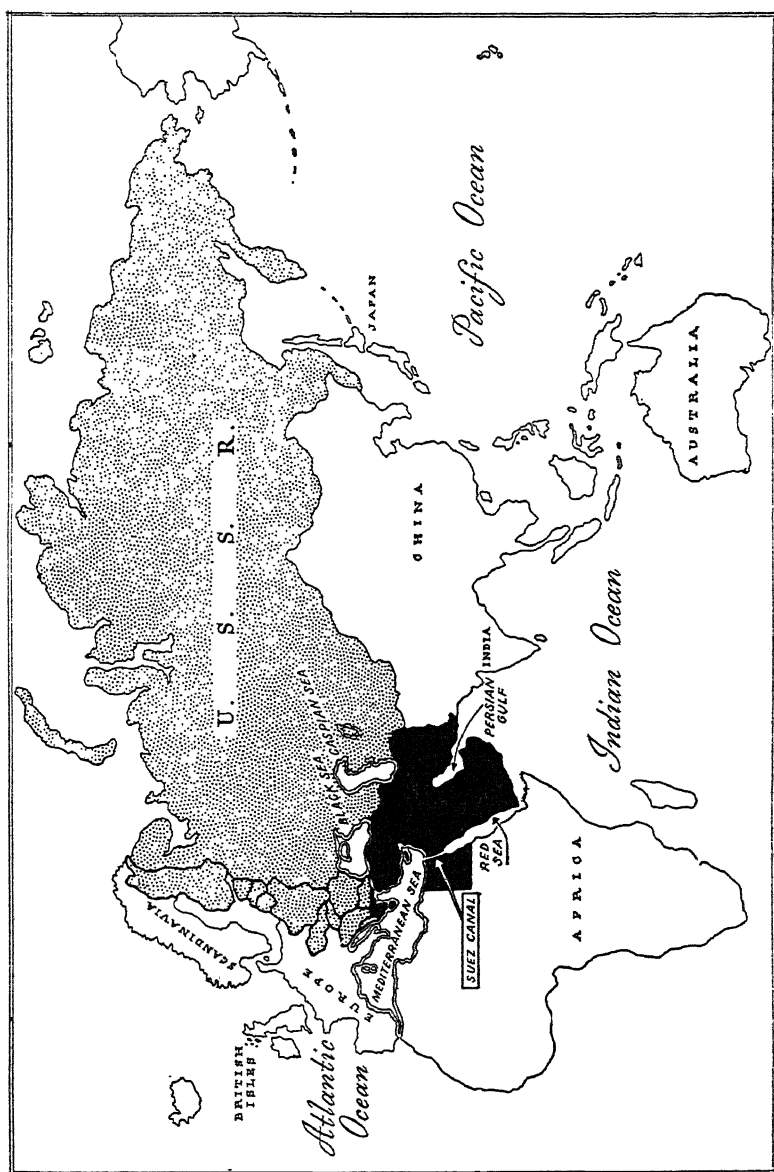 U. S. S. R.
SCANDINAVIA
BRITISH
ISLES
EUROPE
BLACK SEA
CASPIAN SEA
JAPAN
CHINA
Pacific Ocean
Atlantic
Ocean
MEDITERRANEAN SEA
SUEZ CANAL
RED
SEA
PERSIAN
GULF
INDIA
AFRICA
Indian Ocean
AUSTRALIA